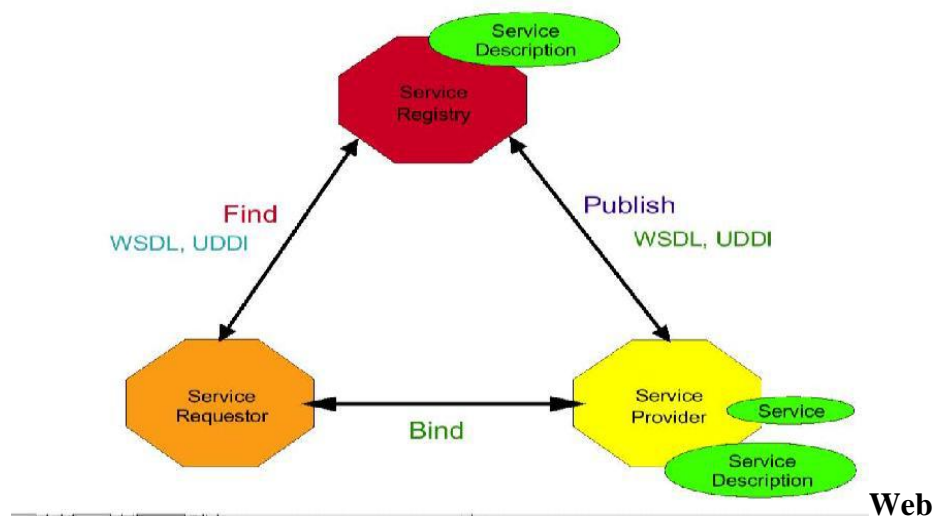 Service
Description
Service
Registry
Find
WSDL, UDDI
Publish
WSDL, UDDI
Service
Requestor
Bind
Service
Provider
Service
Service
Description
Web